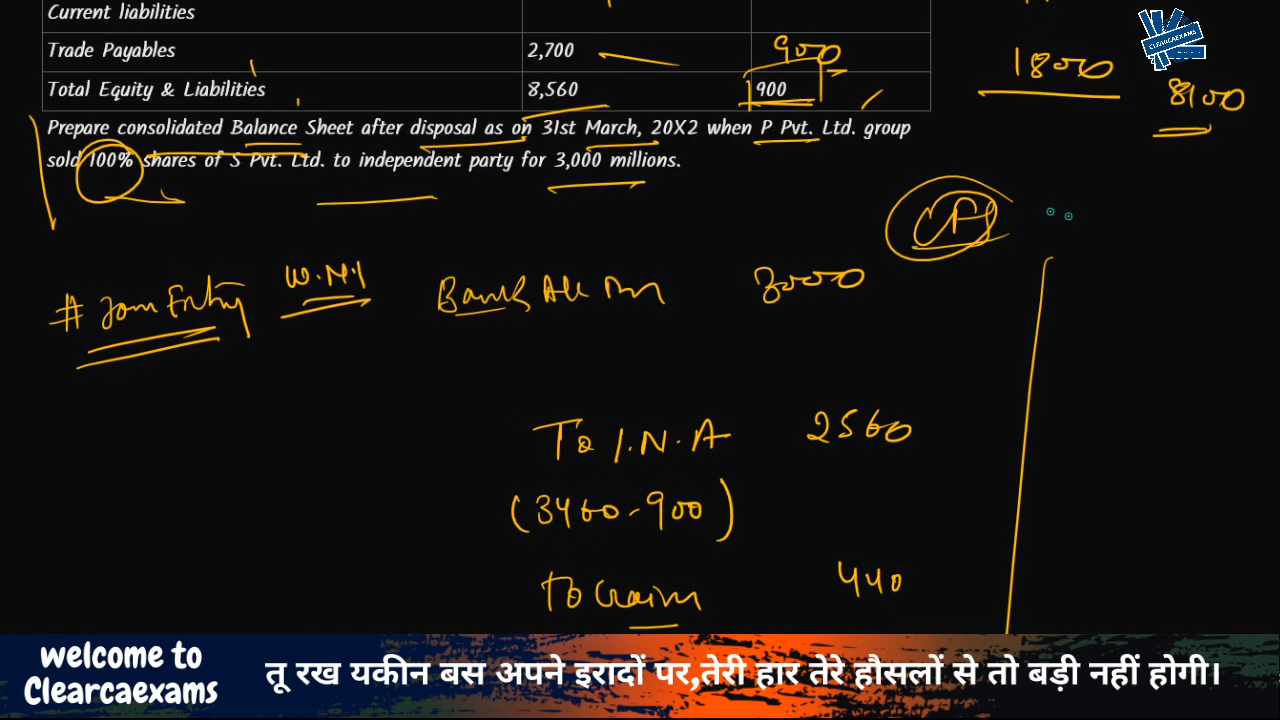 Current liabilities
Trade Payables 2,700 900
1800
CLEARCAEXAMS
Total Equity & Liabilities 8,560 900
8100
Prepare consolidated Balance Sheet after disposal as on 31st March, 20X2 when P Pvt. Ltd. group
sold 100% shares of S Pvt. Ltd. to independent party for 3,000 millions.
# Entry W.N.1 Bank 3000
To I.N.A 2560
(3460-900)
To Gain 440
welcome to
Clearcaexams
तू रख यकीन बस अपने इरादों पर,तेरी हार तेरे हौसलों से तो बड़ी नहीं होगी।